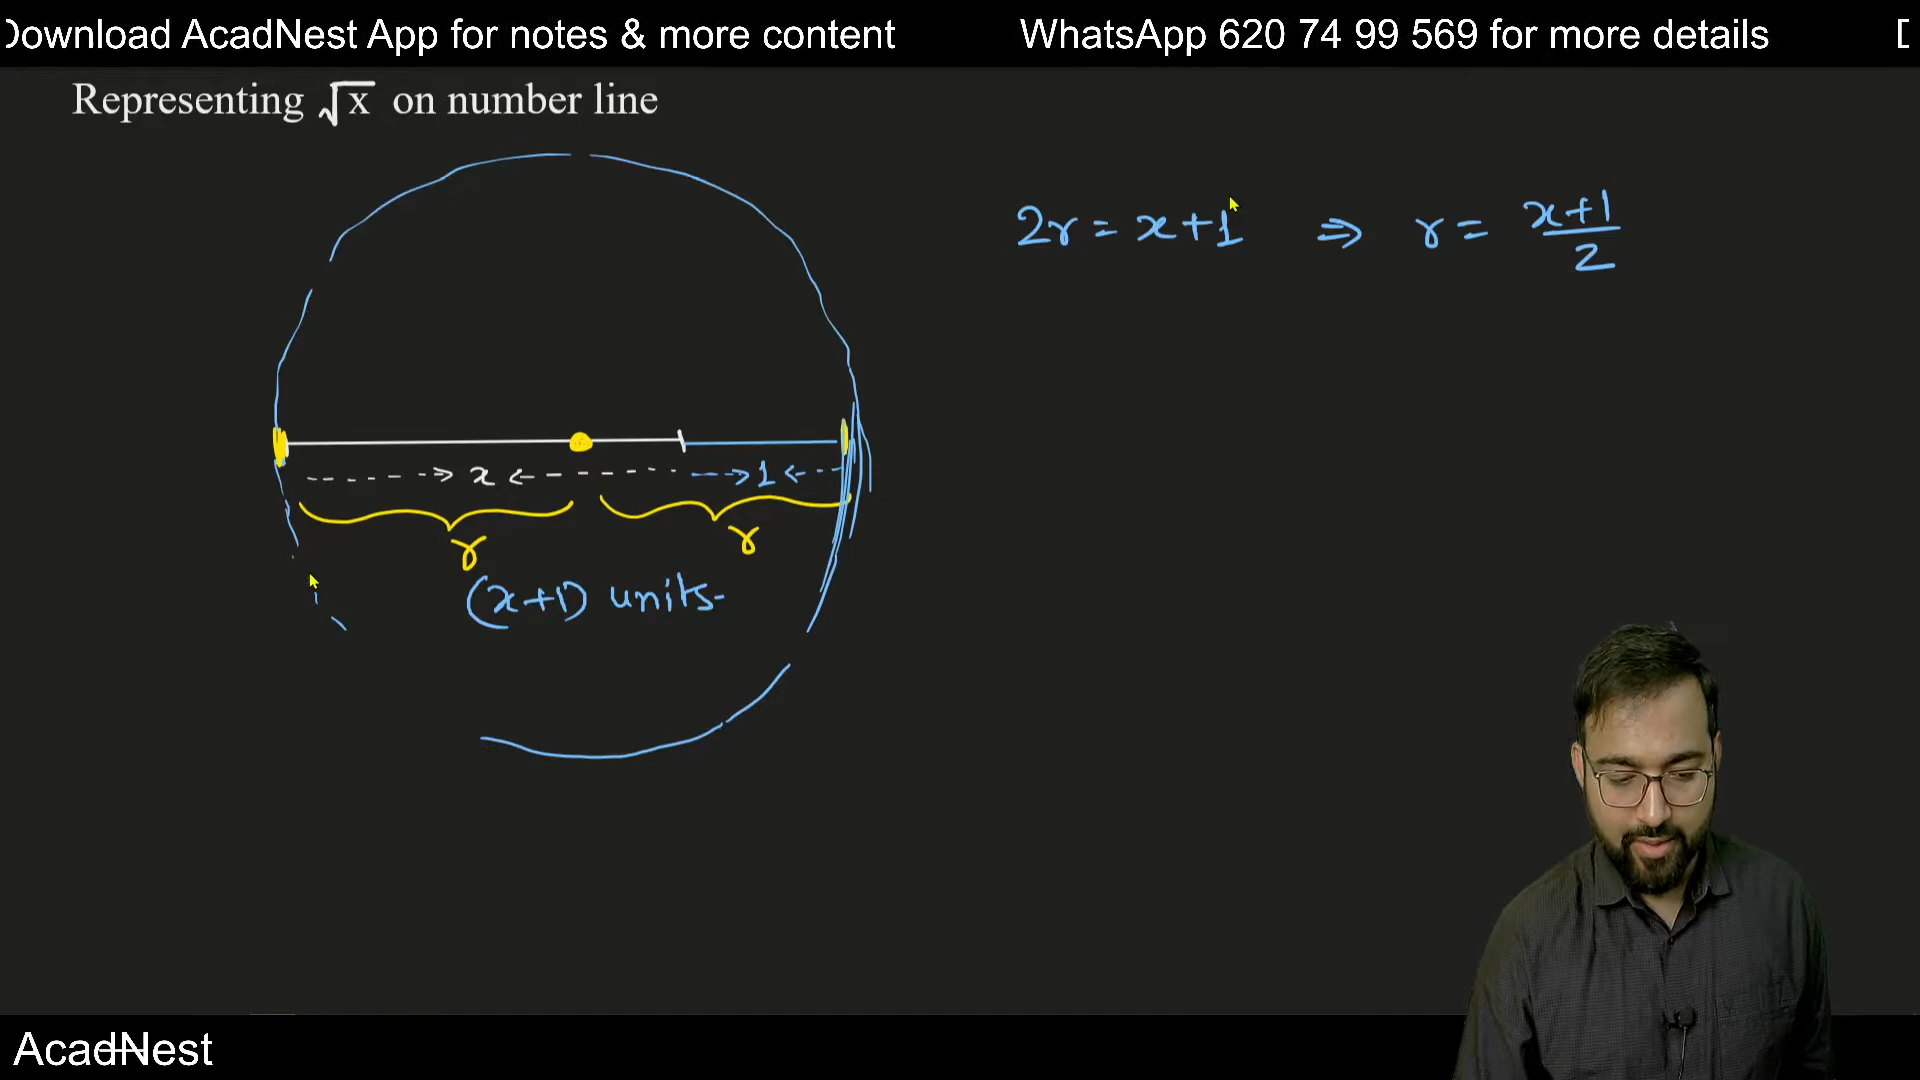 Download AcadNest App for notes & more content WhatsApp 620 74 99 569 for more details [
Representing √x on number line
2r = x+1 ⇒ r = (x+1)/2
x 1
r r
(x+1) units
AcadNest